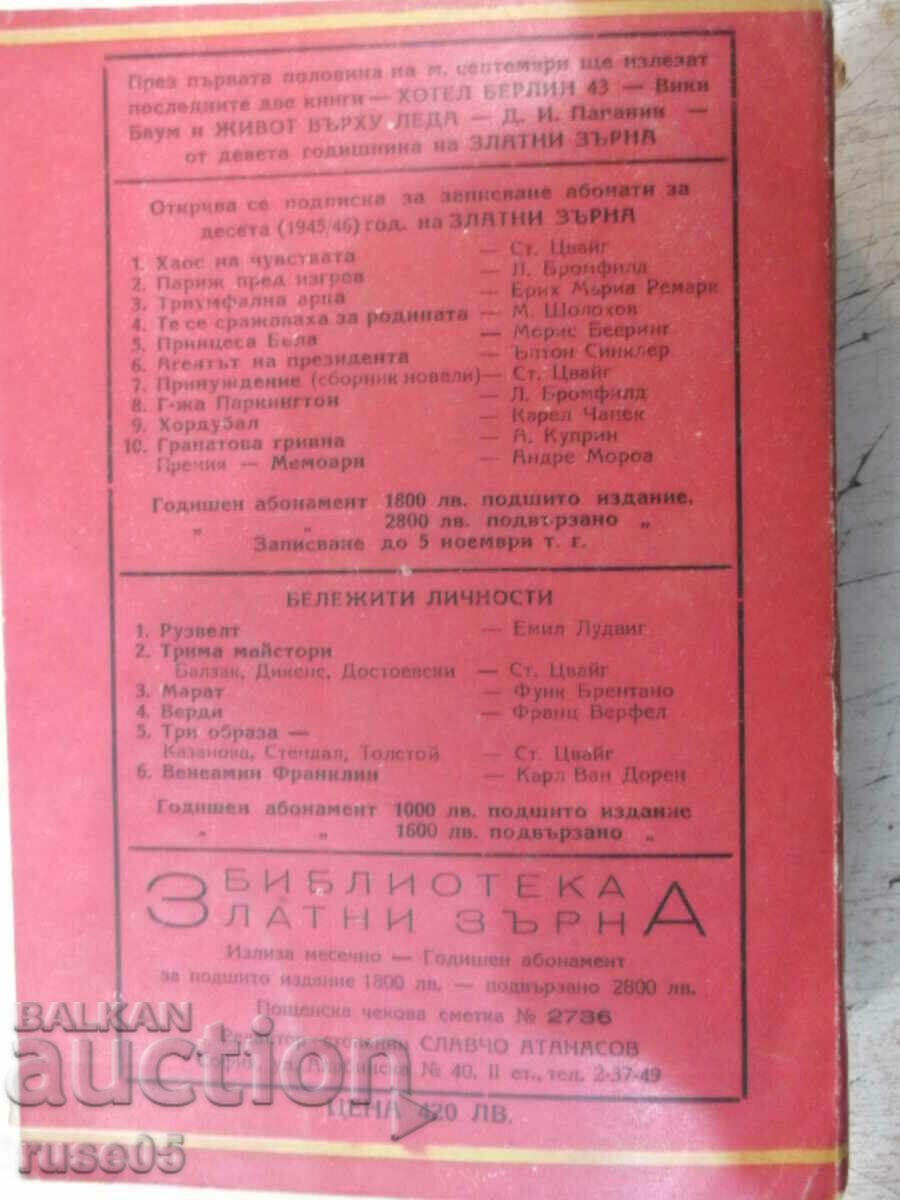 През първата половина на м. септември ще излезат
последните две книги — ХОТЕЛ БЕРЛИН 43 — Вики
Баум и ЖИВОТ ВЪРХУ ЛЕДА — Д. И. Папанин —
от девета годишнина на ЗЛАТНИ ЗЪРНА
Открива се подписка за записване абонати за
десета (1945/46) год. на ЗЛАТНИ ЗЪРНА
1. Хаос на чувствата — Ст. Цвайг
2. Париж пред изгрев — Л. Бромфилд
3. Триумфална арка — Ерих Мъриа Ремарк
4. Те се сражаваха за родината — М. Шолохов
5. Принцеса Бела — Морис Бееринг
6. Агентът на президента — Ъптон Синклер
7. Принуждение (сборник новели) — Ст. Цвайг
8. Г-жа Паркингтон — Л. Бромфилд
9. Хордубал — Карел Чапек
10. Гранатова гривна — А. Куприн
Премия — Мемоари — Андре Мороа
Годишен абонамент 1800 лв. подшито издание.
„ „ 2800 лв. подвързано „
Записване до 5 ноември т. г.
БЕЛЕЖИТИ ЛИЧНОСТИ
1. Рузвелт — Емил Лудвиг
2. Трима майстори
Балзак, Дикенс, Достоевски — Ст. Цвайг
3. Марат — Функ Брентано
4. Верди — Франц Верфел
5. Три образа —
Казанова, Стендал, Толстой — Ст. Цвайг
6. Венеамин Франклин — Карл Ван Дорен
Годишен абонамент 1000 лв. подшито издание
„ „ 1600 лв. подвързано „
БИБЛИОТЕКА
ЗЛАТНИ ЗЪРНА
Излиза месечно — Годишен абонамент
за подшито издание 1800 лв. — подвързано 2800 лв.
Пощенска чекова сметка № 2736
Редактор стопанин СЛАВЧО АТАНАСОВ
София, ул. № 40, II ет., тел. 2-37-49
ЦЕНА 420 ЛВ.
BALKAN
auction
ruse05